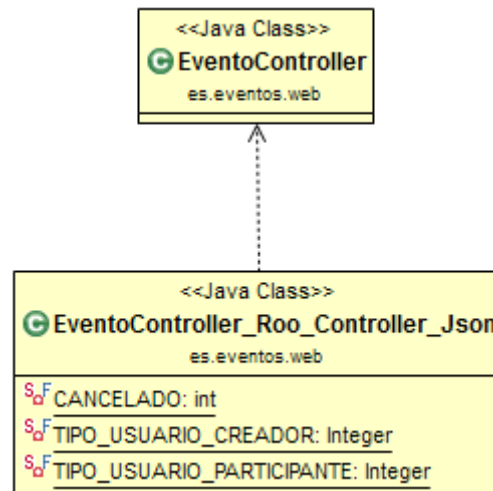 <<Java Class>>
EventoController
es.eventos.web
<<Java Class>>
EventoController_Roo_Controller_Json
es.eventos.web
CANCELADO: int
TIPO_USUARIO_CREADOR: Integer
TIPO_USUARIO_PARTICIPANTE: Integer